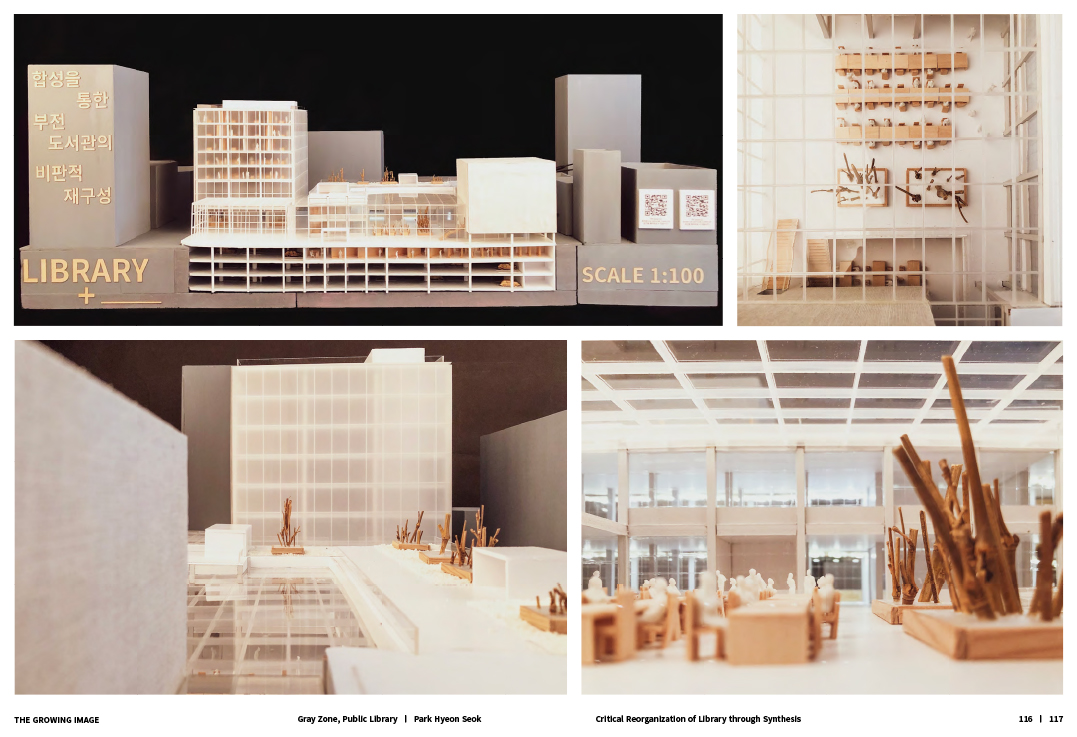 합성을
통한
부전
도서관의
비판적
재구성
LIBRARY
+
SCALE 1:100
THE GROWING IMAGE
Gray Zone, Public Library | Park Hyeon Seok
Critical Reorganization of Library through Synthesis
116 | 117